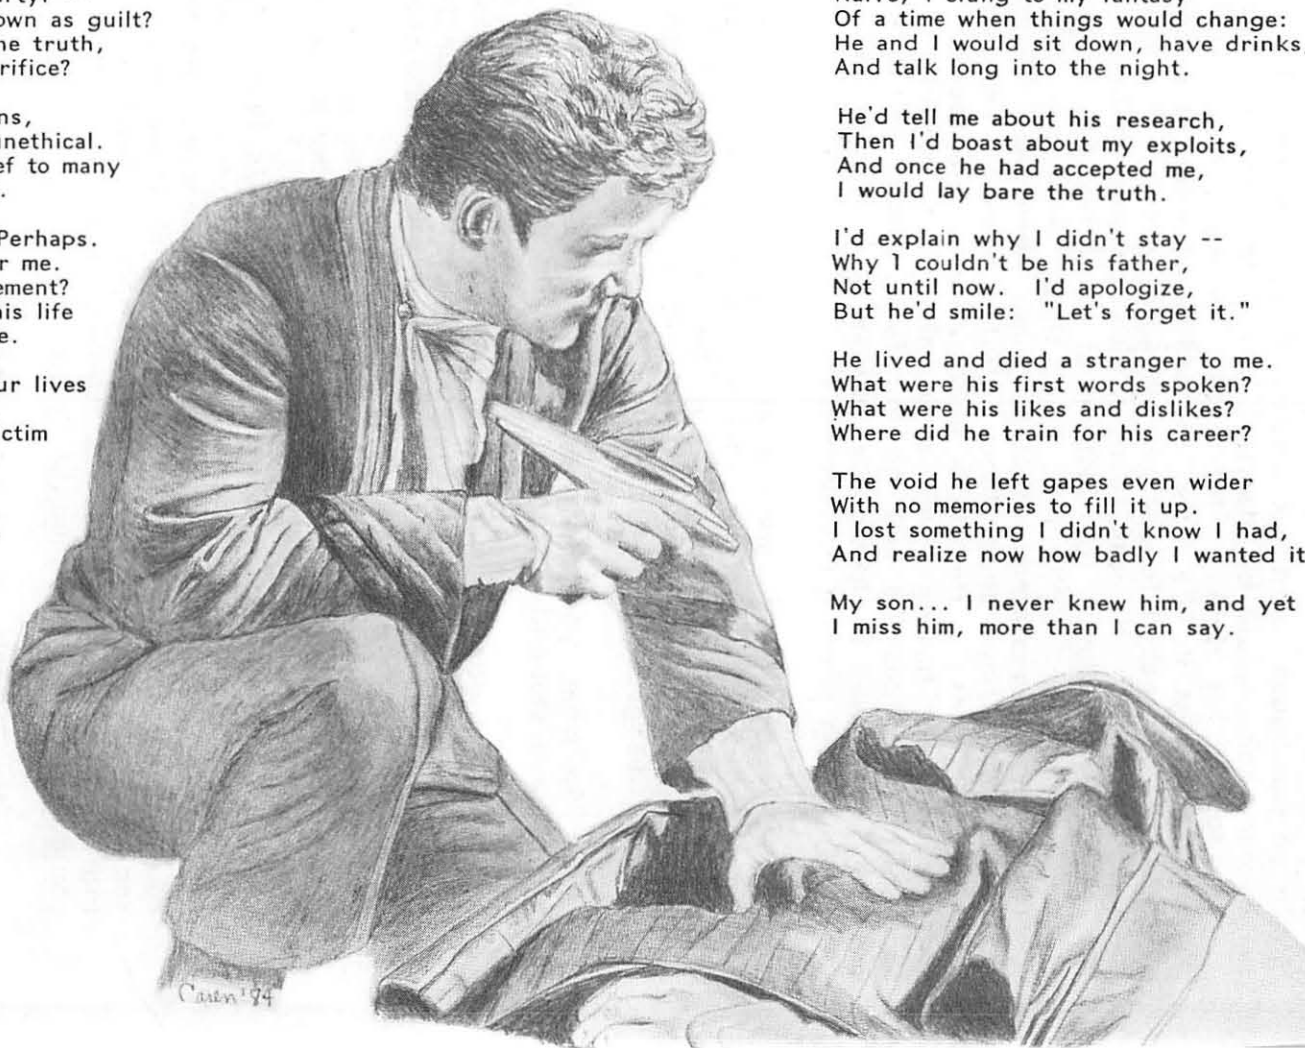 own as guilt?
he truth,
rifice?
ns,
nethical.
ef to many
Perhaps.
r me.
ement?
his life
e.
ur lives
ctim
Of a time when things would change:
He and I would sit down, have drinks,
And talk long into the night.
He'd tell me about his research,
Then I'd boast about my exploits,
And once he had accepted me,
I would lay bare the truth.
I'd explain why I didn't stay --
Why I couldn't be his father,
Not until now.  I'd apologize,
But he'd smile:  "Let's forget it."
He lived and died a stranger to me.
What were his first words spoken?
What were his likes and dislikes?
Where did he train for his career?
The void he left gapes even wider
With no memories to fill it up.
I lost something I didn't know I had,
And realize now how badly I wanted it
My son... I never knew him, and yet
I miss him, more than I can say.
Caren '94